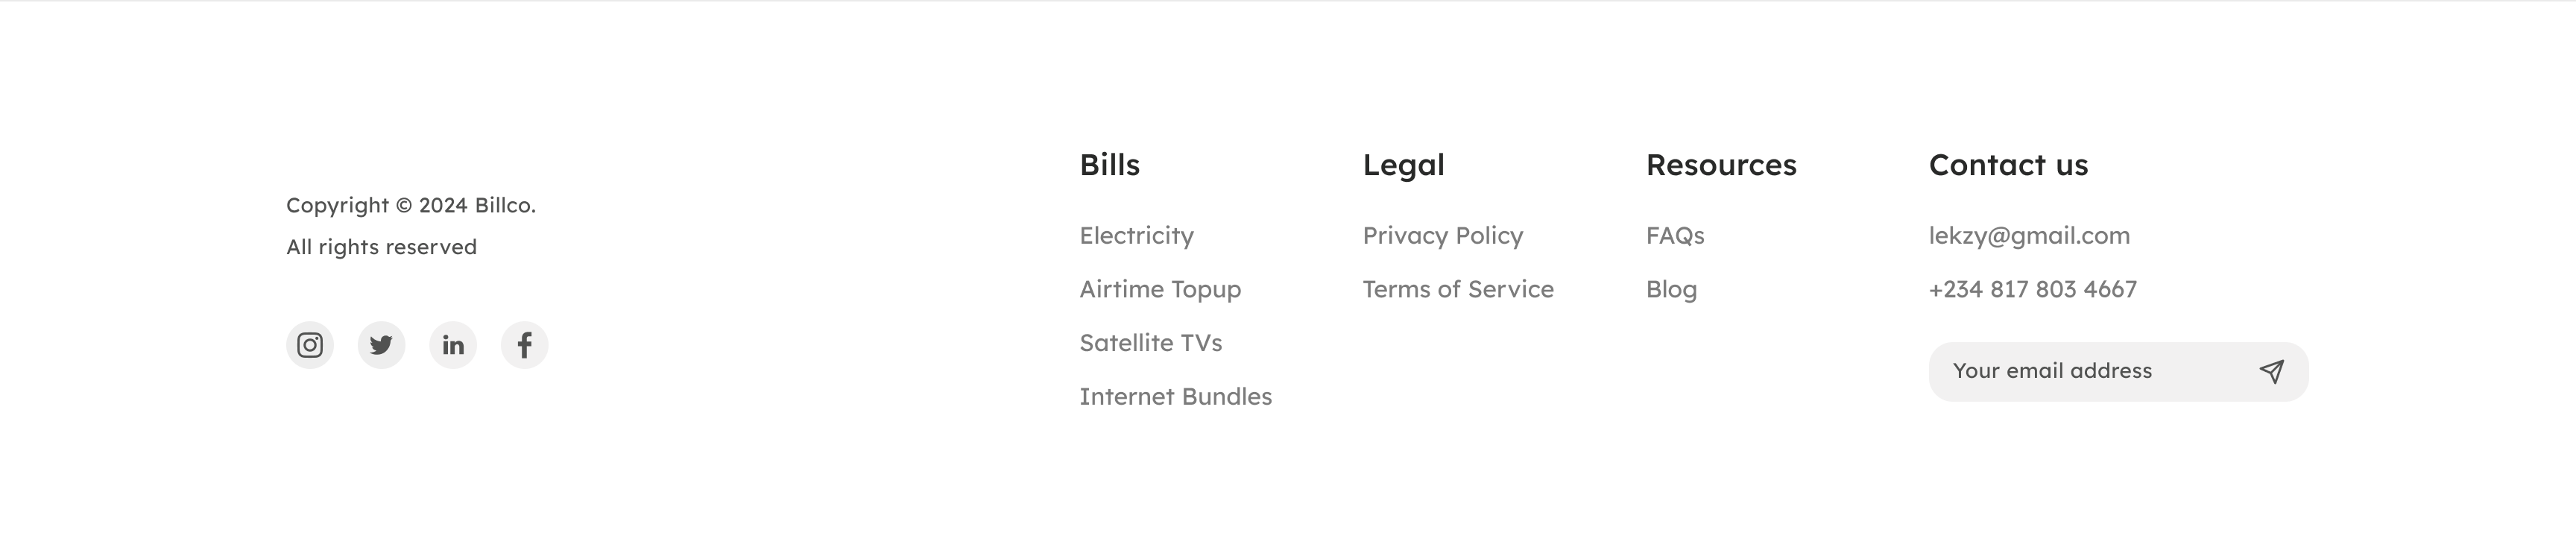 Copyright © 2024 Billco.
All rights reserved
Bills
Electricity
Airtime Topup
Satellite TVs
Internet Bundles
Legal
Privacy Policy
Terms of Service
Resources
FAQs
Blog
Contact us
lekzy@gmail.com
+234 817 803 4667
Your email address